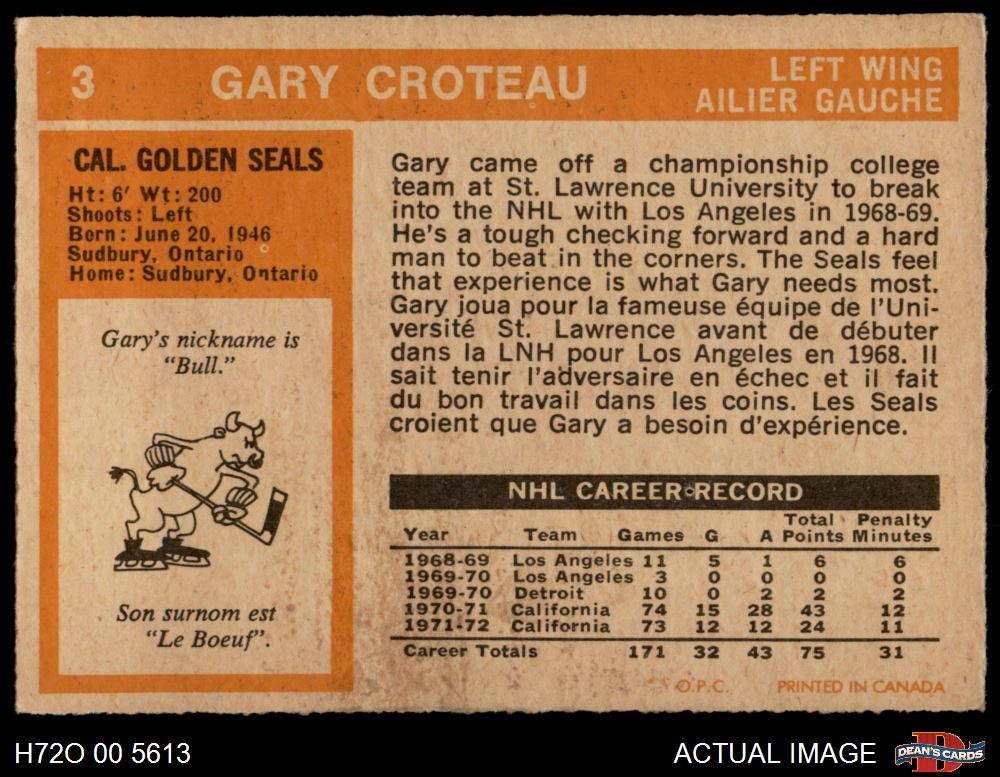 3 GARY CROTEAU LEFT WING
AILIER GAUCHE
CAL. GOLDEN SEALS
Ht: 6' Wt: 200
Shoots: Left
Born: June 20, 1946
Sudbury, Ontario
Home: Sudbury, Ontario
Gary's nickname is
"Bull."
Son surnom est
"Le Boeuf".
Gary came off a championship college
team at St. Lawrence University to break
into the NHL with Los Angeles in 1968-69.
He's a tough checking forward and a hard
man to beat in the corners. The Seals feel
that experience is what Gary needs most.
Gary joua pour la fameuse équipe de l'Uni-
versité St. Lawrence avant de débuter
dans la LNH pour Los Angeles en 1968. Il
sait tenir l'adversaire en échec et il fait
du bon travail dans les coins. Les Seals
croient que Gary a besoin d'expérience.
NHL CAREER RECORD
Year Team Games G A Total Points Penalty Minutes
1968-69 Los Angeles 11 5 1 6 6
1969-70 Los Angeles 3 0 0 0 0
1969-70 Detroit 10 0 2 2 2
1970-71 California 74 15 28 43 12
1971-72 California 73 12 12 24 11
Career Totals 171 32 43 75 31
O.P.C. PRINTED IN CANADA
H72O 00 5613 ACTUAL IMAGE DEAN'S CARDS